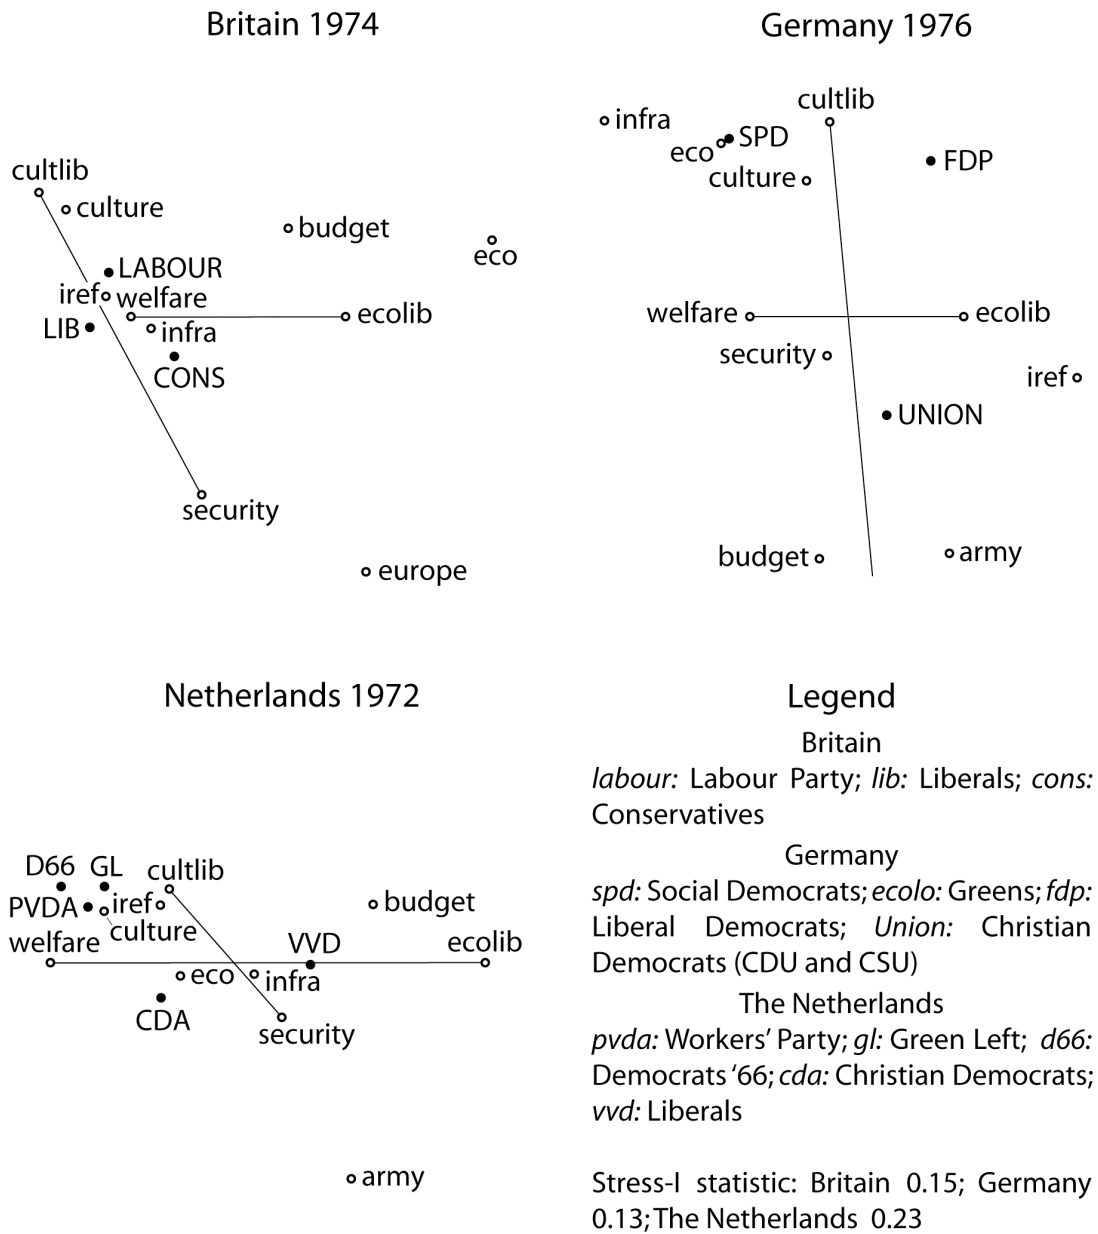 Britain 1974
cultlib
culture
budget
eco
LABOUR
iref
welfare
ecolib
LIB
infra
CONS
security
europe
Germany 1976
cultlib
infra
SPD
eco
FDP
culture
welfare
ecolib
security
iref
UNION
budget
army
Netherlands 1972
D66
GL
cultlib
PVDA
iref
budget
culture
welfare
VVD
ecolib
eco
infra
CDA
security
army
Legend
Britain
labour: Labour Party; lib: Liberals; cons:
Conservatives
Germany
spd: Social Democrats; ecolo: Greens; fdp:
Liberal Democrats; Union: Christian
Democrats (CDU and CSU)
The Netherlands
pvda: Workers’ Party; gl: Green Left; d66:
Democrats ‘66; cda: Christian Democrats;
vvd: Liberals
Stress-I statistic: Britain 0.15; Germany
0.13; The Netherlands 0.23